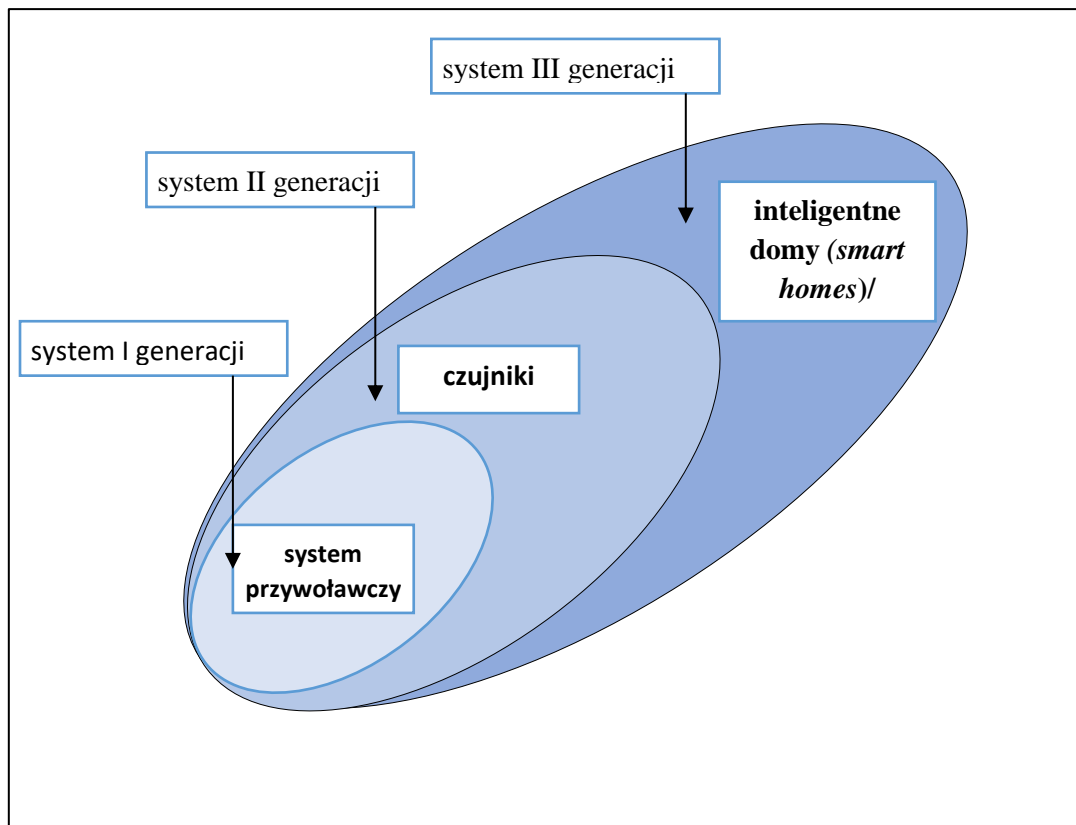 system III generacji
system II generacji
inteligentne
domy (smart
homes)/
system I generacji
czujniki
system
przywoławczy